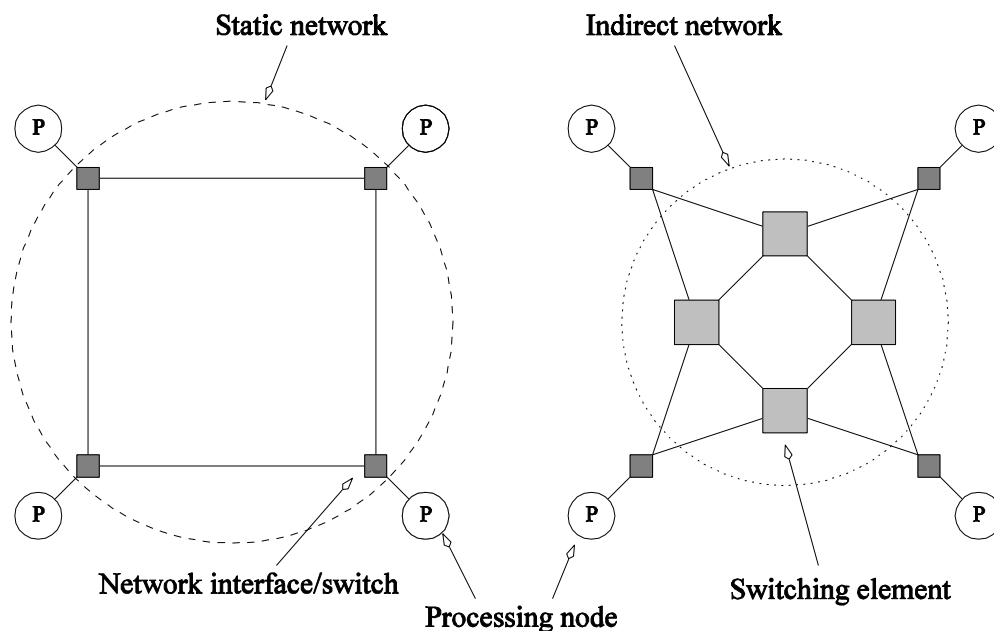 Static network
Indirect network
P
P
P
P
P
P
P
P
Network interface/switch
Switching element
Processing node